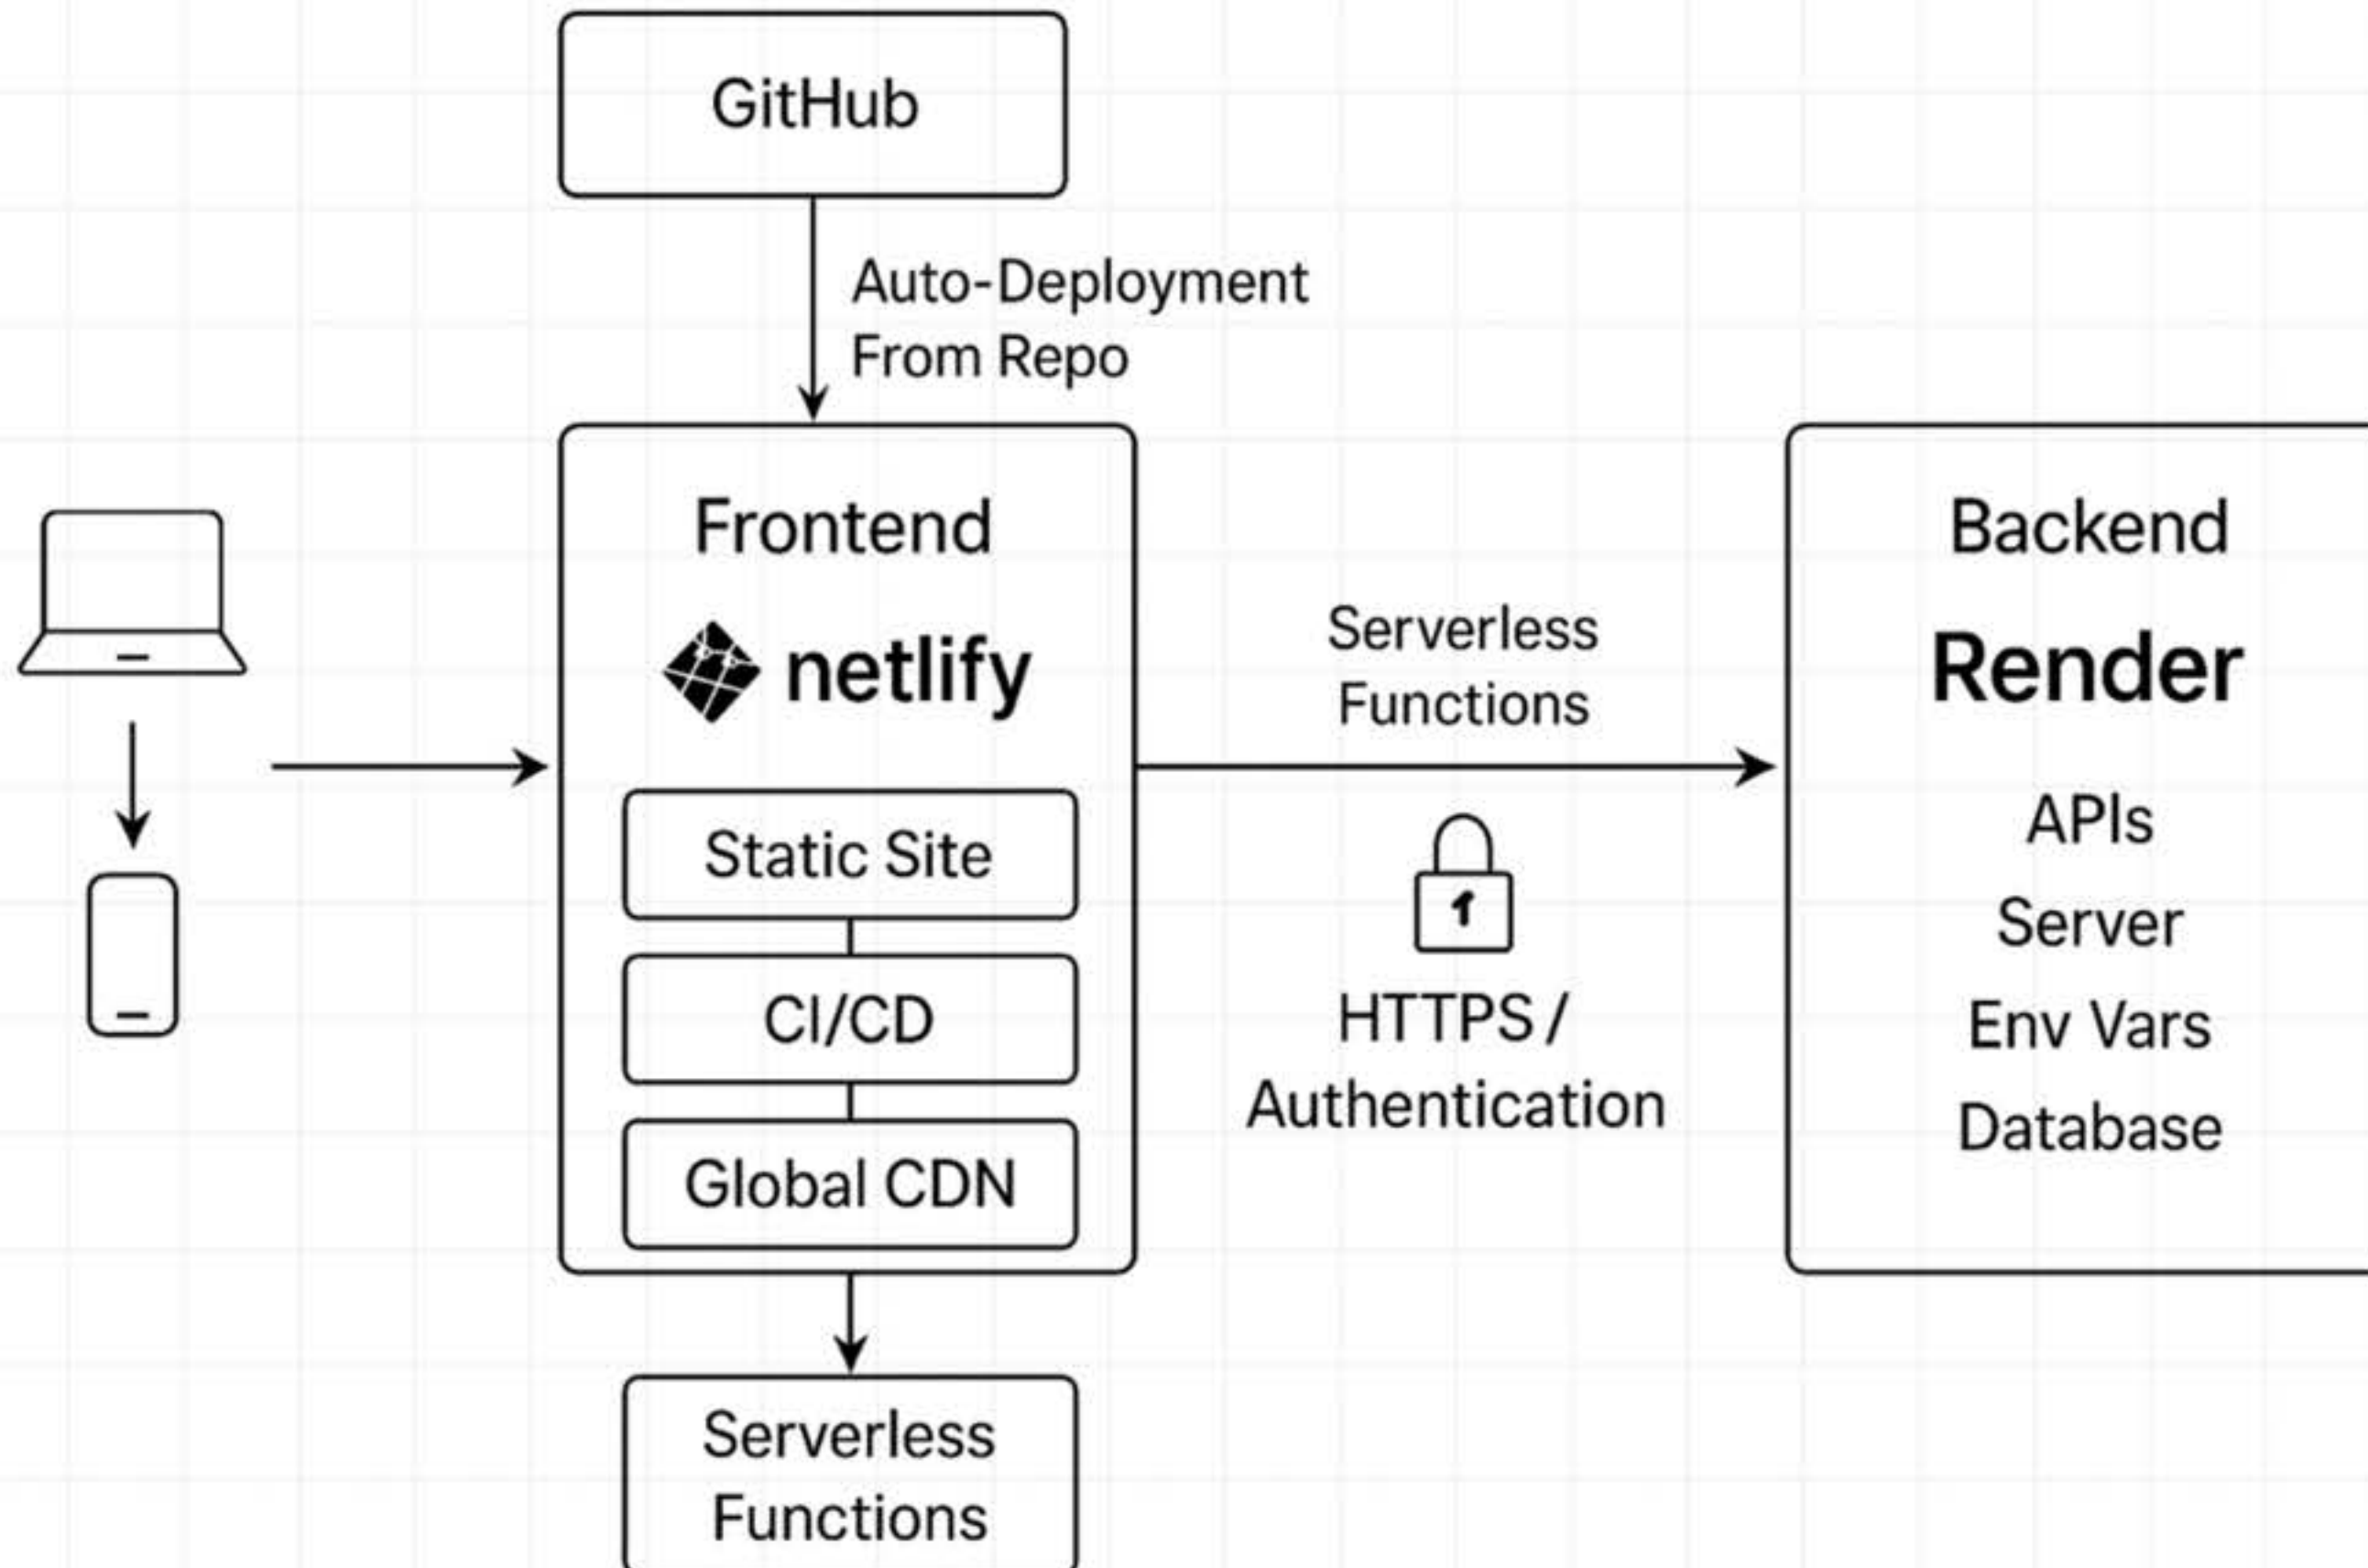 GitHub
Auto-Deployment
From Repo
Frontend
netlify
Static Site
CI/CD
Global CDN
Serverless
Functions
Serverless
Functions
HTTPS /
Authentication
Backend
Render
APIs
Server
Env Vars
Database